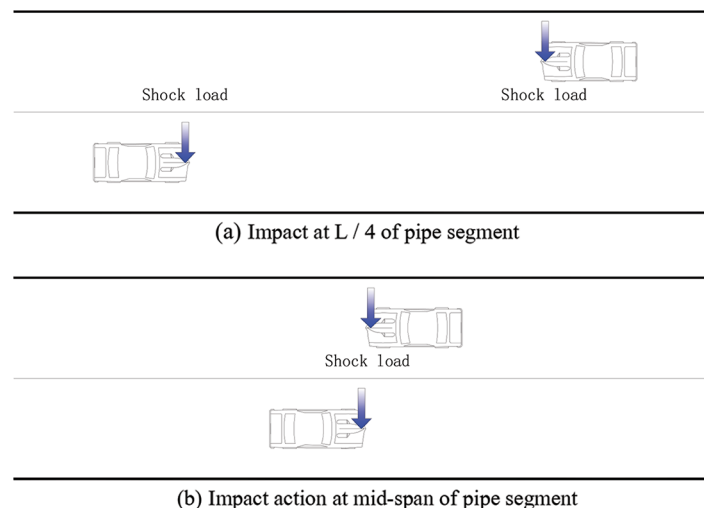 Shock load
Shock load
(a) Impact at L / 4 of pipe segment
Shock load
(b) Impact action at mid-span of pipe segment